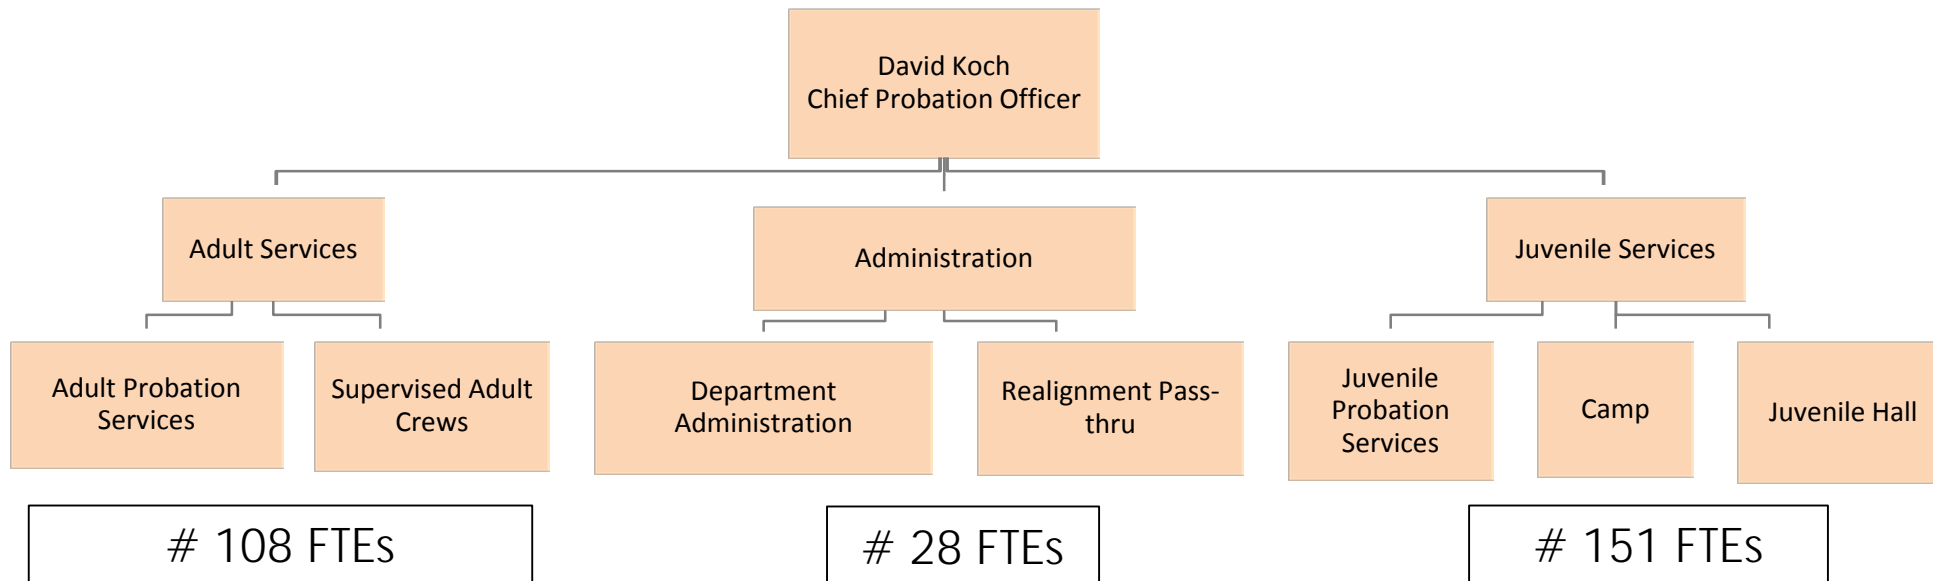 David Koch
Chief Probation Officer
Adult Services
Administration
Juvenile Services
Adult Probation
Services
Supervised Adult
Crews
Department
Administration
Realignment Pass-
thru
Juvenile
Probation
Services
Camp
Juvenile Hall
# 108 FTEs
# 28 FTEs
# 151 FTEs